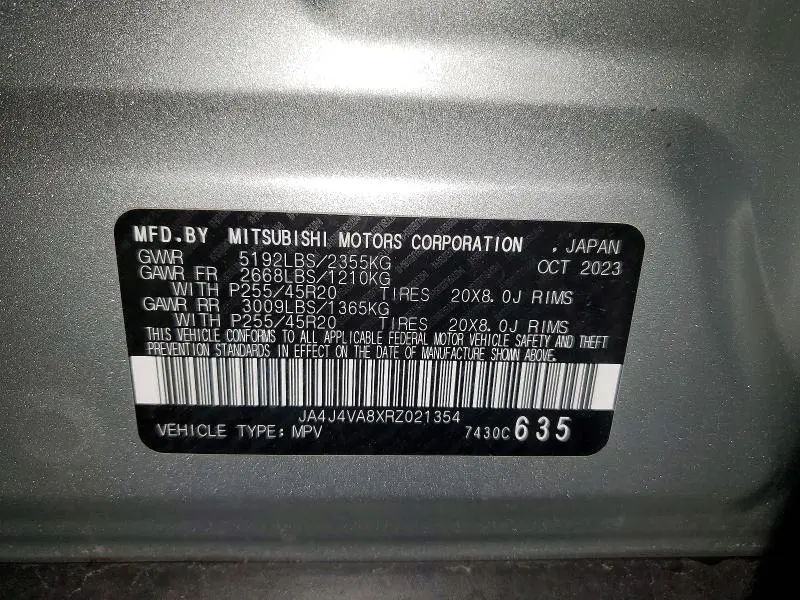 MFD.BY MITSUBISHI MOTORS CORPORATION , JAPAN
GVWR 5192LBS/2355KG OCT 2023
GAWR FR 2668LBS/1210KG
WITH P255/45R20 TIRES 20X8.0J RIMS
GAWR RR 3009LBS/1365KG
WITH P255/45R20 TIRES 20X8.0J RIMS
THIS VEHICLE CONFORMS TO ALL APPLICABLE FEDERAL MOTOR VEHICLE SAFETY AND THEFT
PREVENTION STANDARDS IN EFFECT ON THE DATE OF MANUFACTURE SHOWN ABOVE.
JA4J4VA8XRZ021354
VEHICLE TYPE: MPV 7430C 635